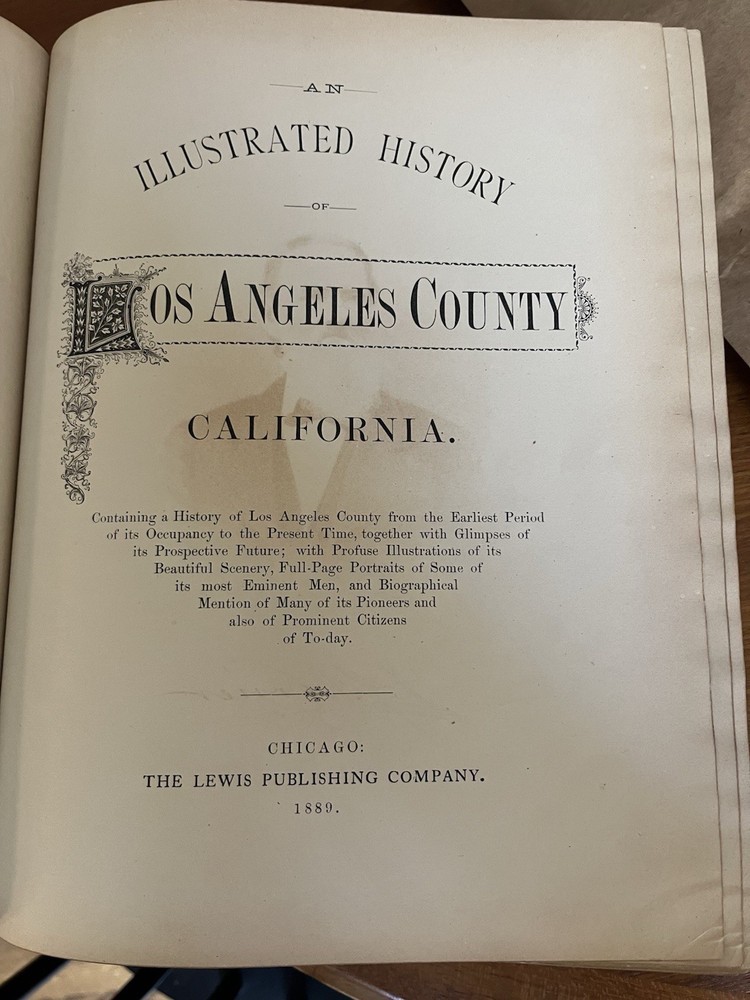 AN
ILLUSTRATED HISTORY
OF
LOS ANGELES COUNTY
CALIFORNIA.
Containing a History of Los Angeles County from the Earliest Period
of its Occupancy to the Present Time, together with Glimpses of
its Prospective Future; with Profuse Illustrations of its
Beautiful Scenery, Full-Page Portraits of Some of
its most Eminent Men, and Biographical
Mention of Many of its Pioneers and
also of Prominent Citizens
of To-day.
CHICAGO:
THE LEWIS PUBLISHING COMPANY.
1889.